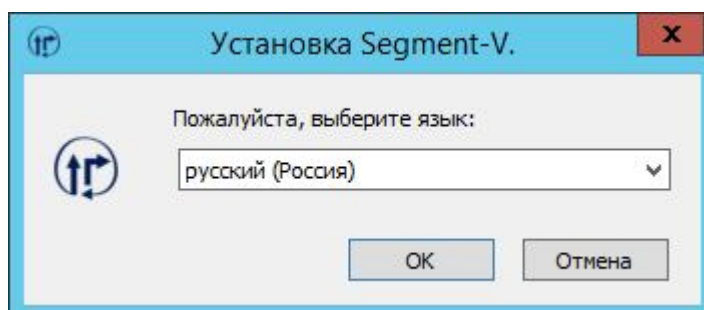 Установка Segment-V.
Пожалуйста, выберите язык:
русский (Россия)
OK
Отмена